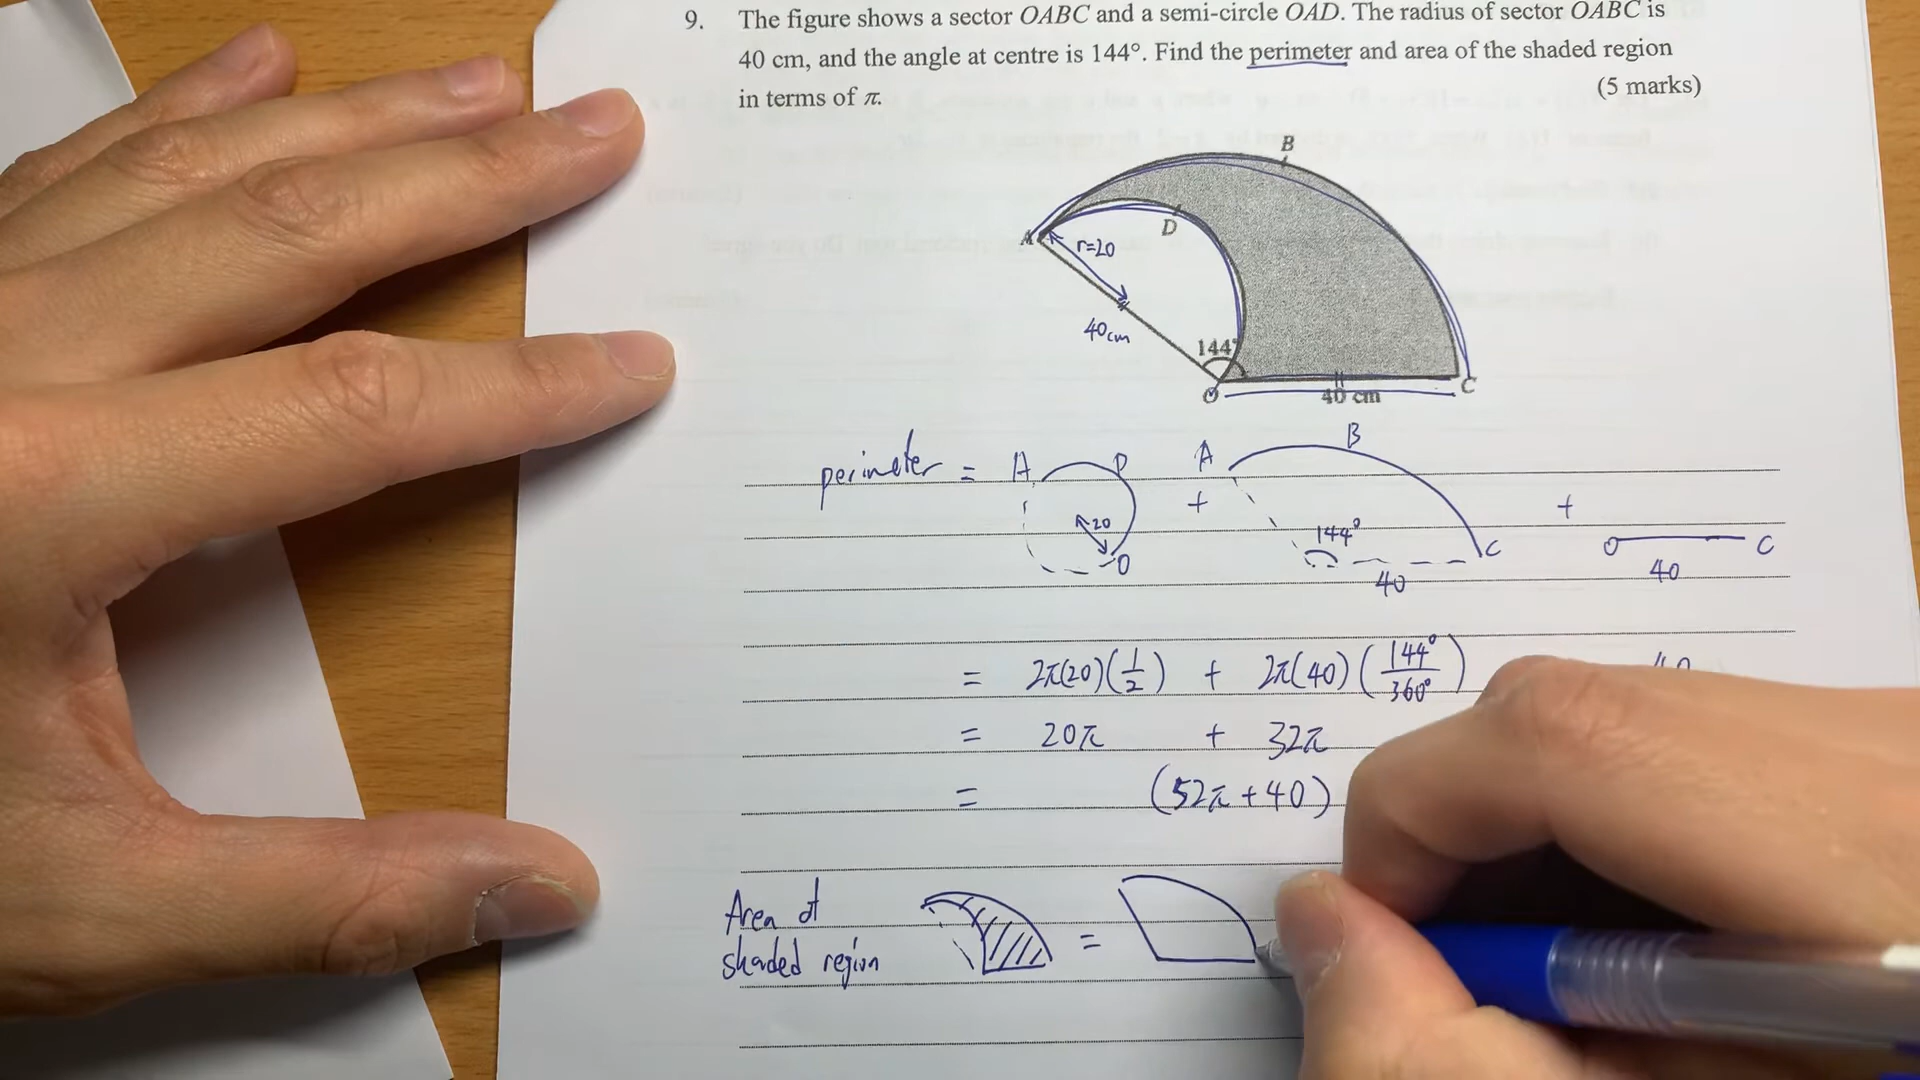 9. The figure shows a sector OABC and a semi-circle OAD. The radius of sector OABC is
40 cm, and the angle at centre is 144°. Find the perimeter and area of the shaded region
in terms of π.
(5 marks)
B
A
D
r=20
40cm
144°
O
40 cm
C
perimeter = A D O 20 + A B C 144° 40 + O C 40
= 2π(20)(1/2) + 2π(40)(144°/360°)
= 20π + 32π
= (52π+40)
Area of
shaded region =